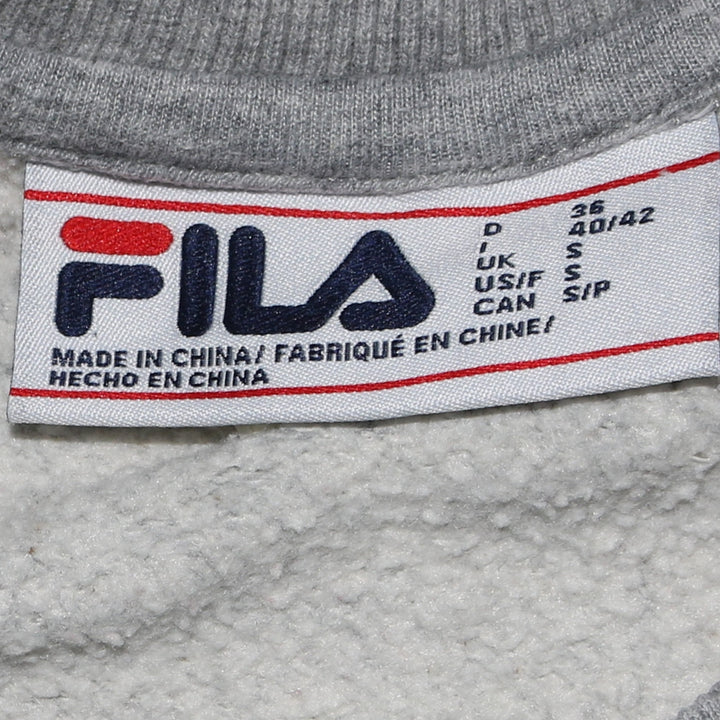 FILA
D 36
I 40/42
UK S
US/F S
CAN S/P
MADE IN CHINA/ FABRIQUÉ EN CHINE/
HECHO EN CHINA